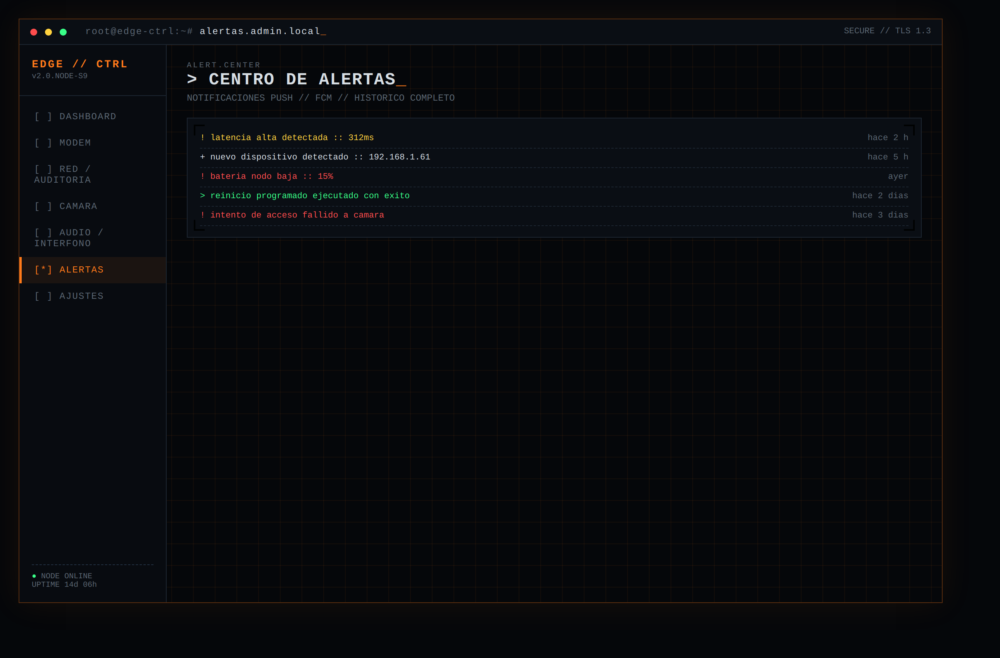 root@edge-ctrl:~# alertas.admin.local_
SECURE // TLS 1.3
EDGE // CTRL
v2.0.NODE-S9
[ ] DASHBOARD
[ ] MODEM
[ ] RED /
AUDITORIA
[ ] CAMARA
[ ] AUDIO /
INTERFONO
[*] ALERTAS
[ ] AJUSTES
● NODE ONLINE
UPTIME 14d 06h
ALERT.CENTER
> CENTRO DE ALERTAS_
NOTIFICACIONES PUSH // FCM // HISTORICO COMPLETO
! latencia alta detectada :: 312ms hace 2 h
+ nuevo dispositivo detectado :: 192.168.1.61 hace 5 h
! bateria nodo baja :: 15% ayer
> reinicio programado ejecutado con exito hace 2 dias
! intento de acceso fallido a camara hace 3 dias